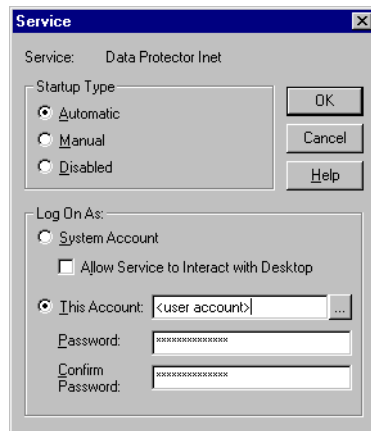 Service
Service: Data Protector Inet
Startup Type
Automatic
Manual
Disabled
OK
Cancel
Help
Log On As:
System Account
Allow Service to Interact with Desktop
This Account: <user account> ...
Password: **************
Confirm Password: **************